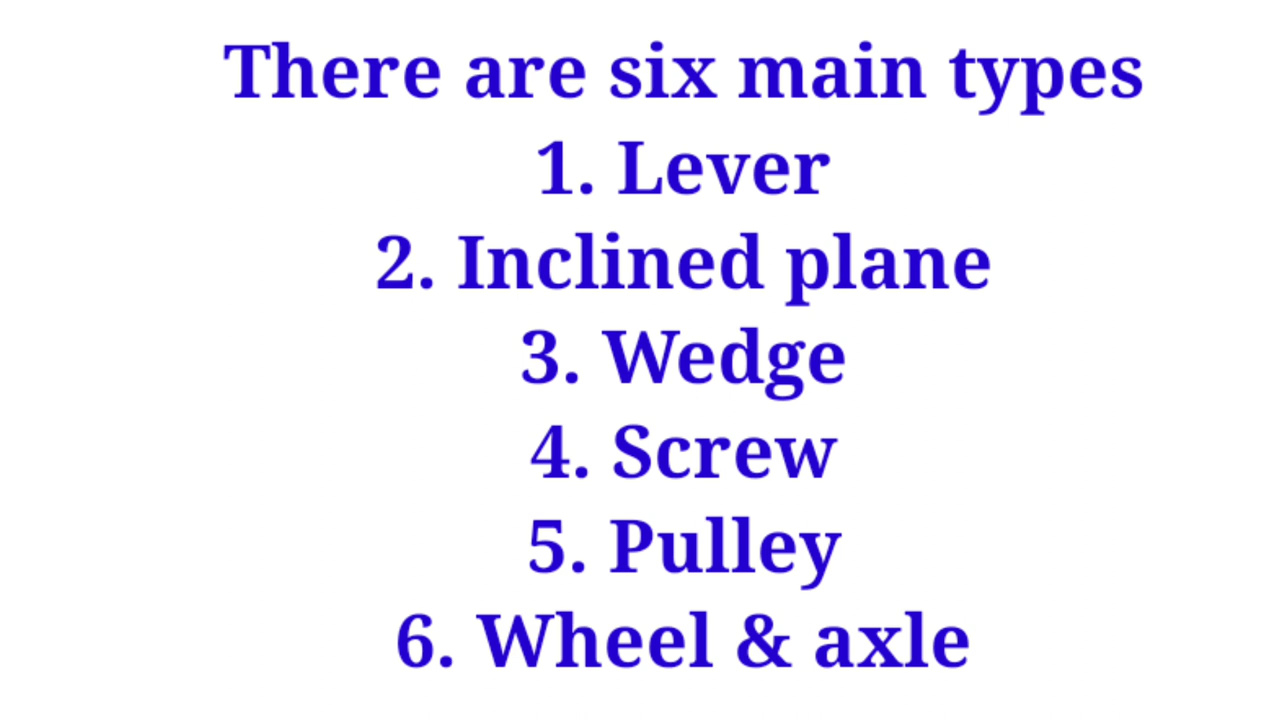 There are six main types
1. Lever
2. Inclined plane
3. Wedge
4. Screw
5. Pulley
6. Wheel & axle